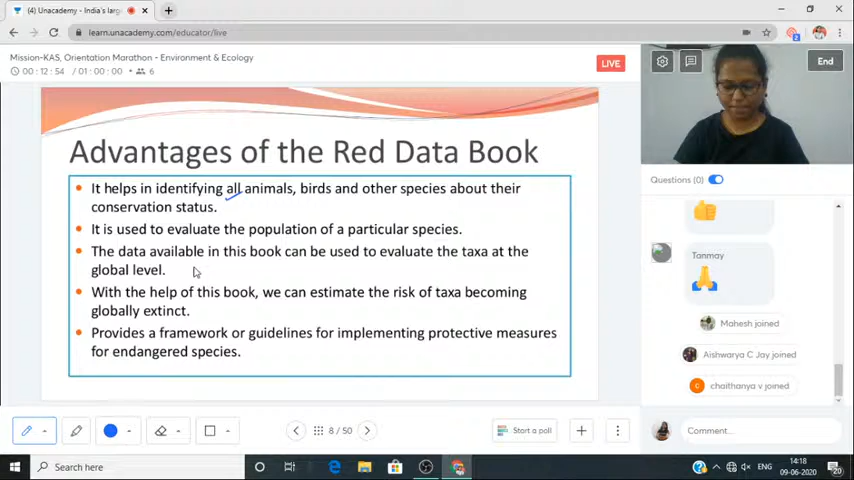 (4) Unacademy - India's larg
learn.unacademy.com/educator/live
Mission-KAS, Orientation Marathon - Environment & Ecology
00 : 12 : 54 / 01 : 00 : 00 • 6
LIVE
End
Advantages of the Red Data Book
• It helps in identifying all animals, birds and other species about their
conservation status.
• It is used to evaluate the population of a particular species.
• The data available in this book can be used to evaluate the taxa at the
global level.
• With the help of this book, we can estimate the risk of taxa becoming
globally extinct.
• Provides a framework or guidelines for implementing protective measures
for endangered species.
Questions (0)
Tanmay
Mahesh joined
Aishwarya C Jay joined
c chaithanya v joined
8 / 50
Start a poll
Comment...
Search here
ENG
14:18
09-06-2020
20